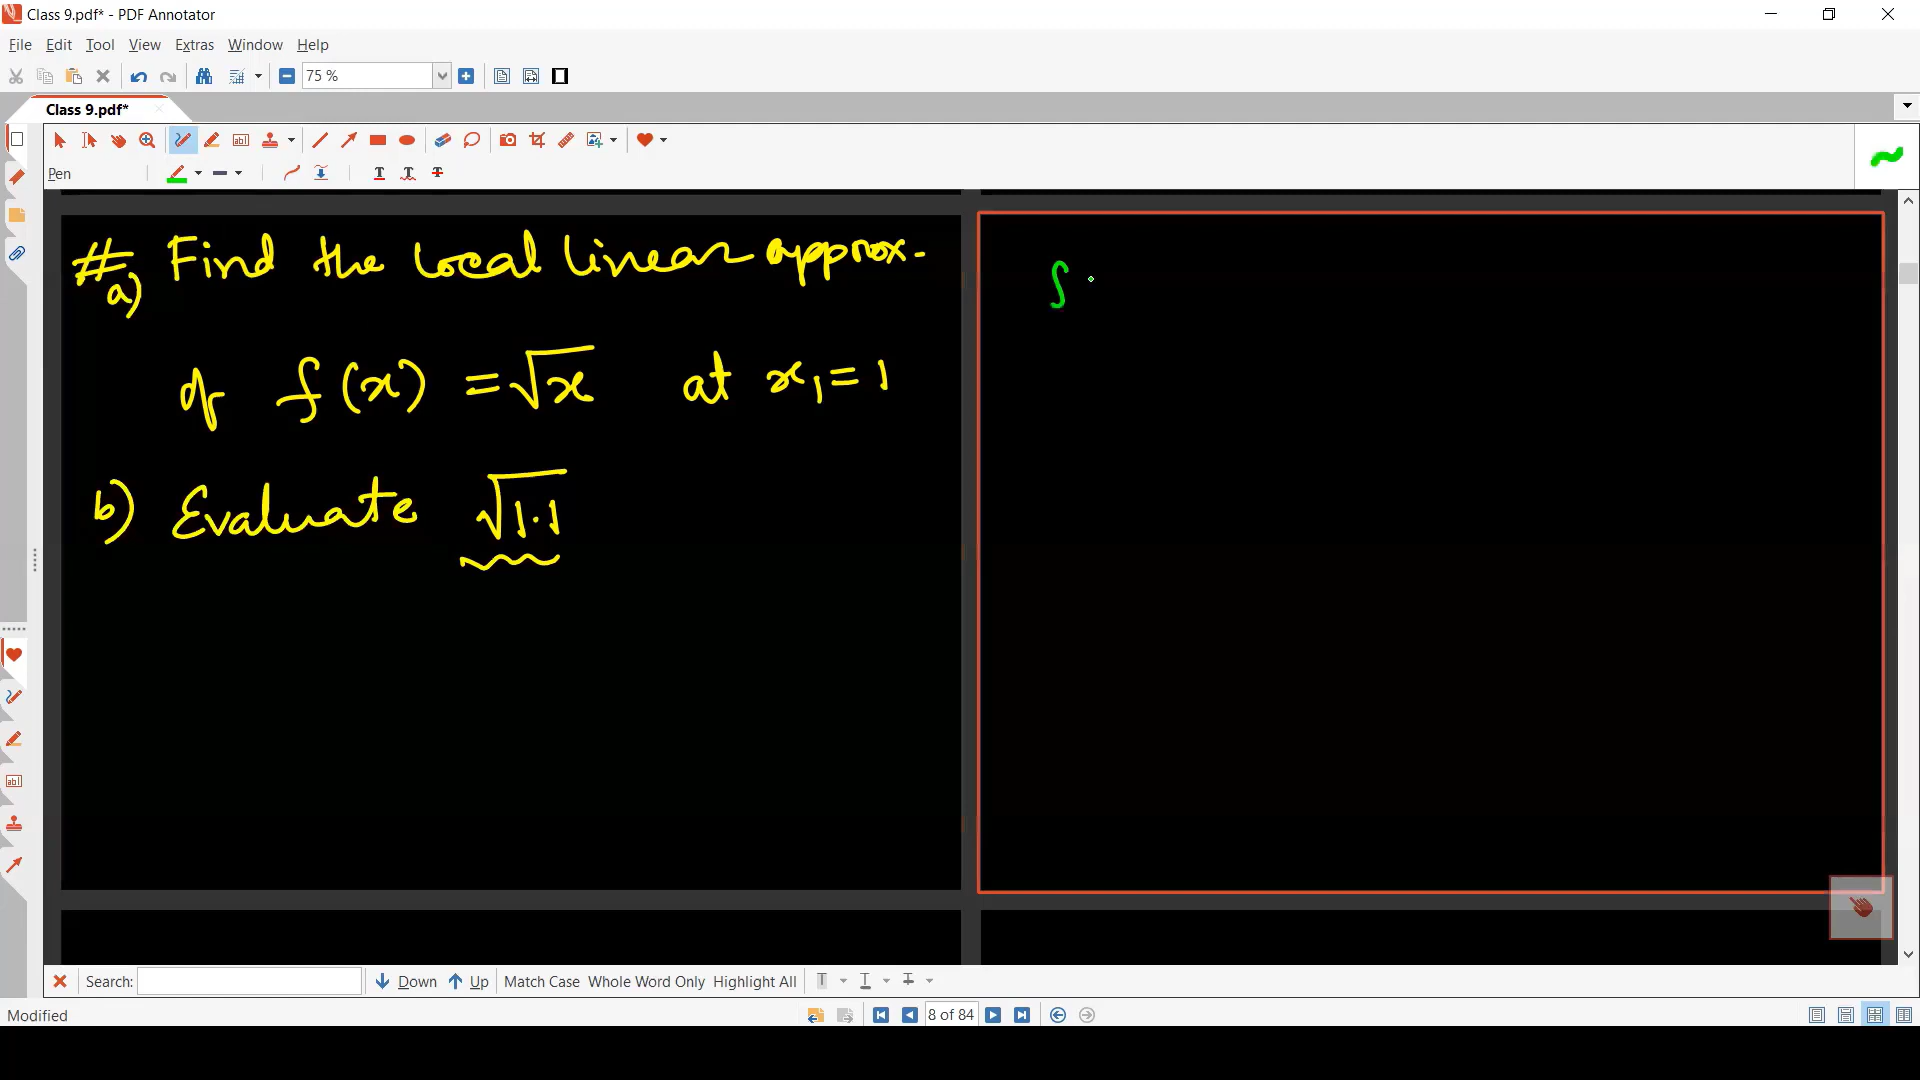 Class 9.pdf* - PDF Annotator
File Edit Tool View Extras Window Help
75 %
Class 9.pdf*
Pen
# a) Find the local linear approx.
of f(x) = √x at x₁ = 1
b) Evaluate √1.1
∫
Search: Down Up Match Case Whole Word Only Highlight All
Modified 8 of 84